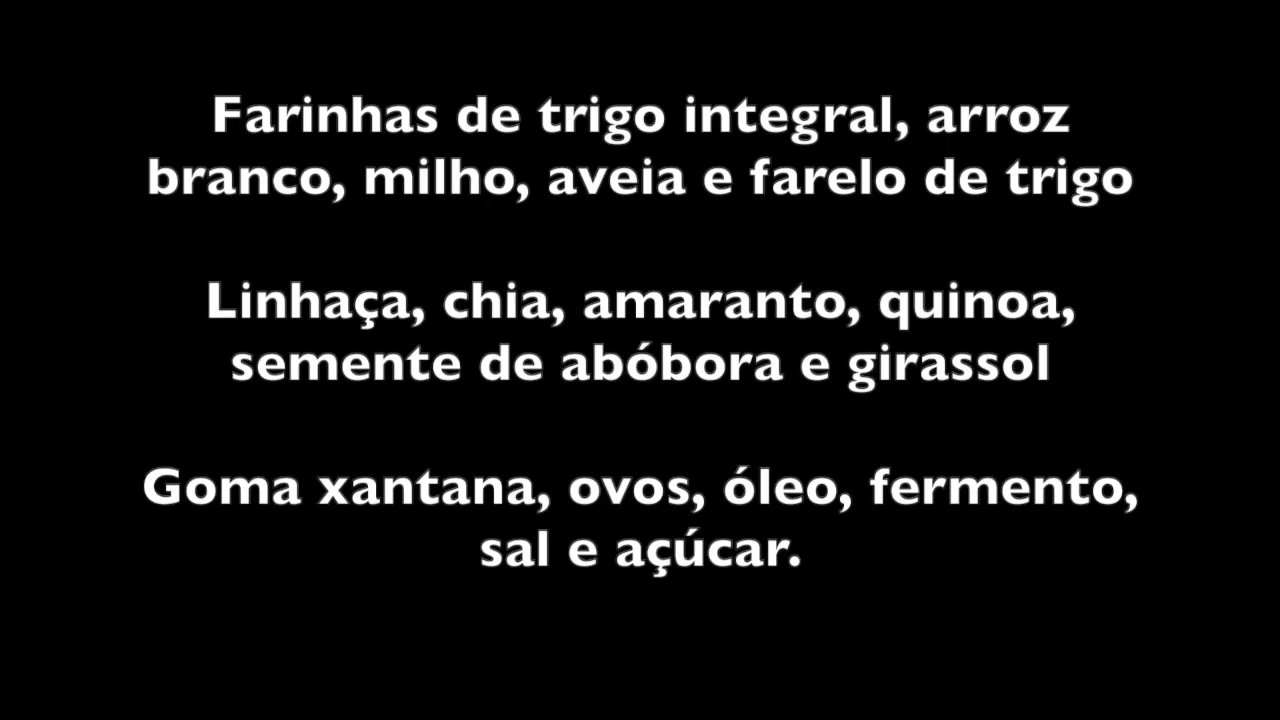 Farinhas de trigo integral, arroz
branco, milho, aveia e farelo de trigo
Linhaça, chia, amaranto, quinoa,
semente de abóbora e girassol
Goma xantana, ovos, óleo, fermento,
sal e açúcar.